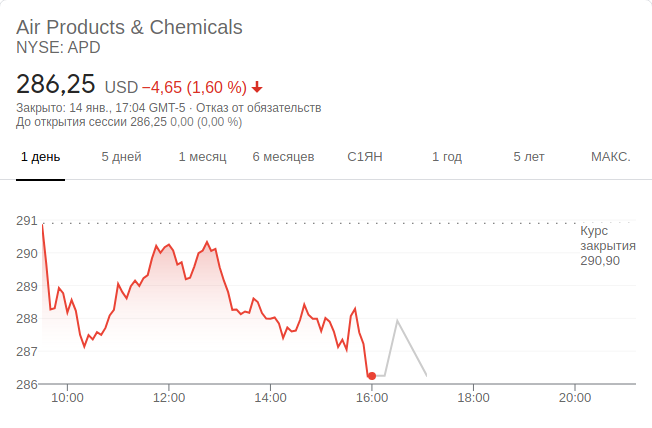 Air Products & Chemicals
NYSE: APD
286,25 USD −4,65 (1,60 %)
Закрыто: 14 янв., 17:04 GMT-5 · Отказ от обязательств
До открытия сессии 286,25 0,00 (0,00 %)
1 день 5 дней 1 месяц 6 месяцев С1ЯН 1 год 5 лет МАКС.
291
Курс
закрытия
290,90
290
289
288
287
286
10:00 12:00 14:00 16:00 18:00 20:00